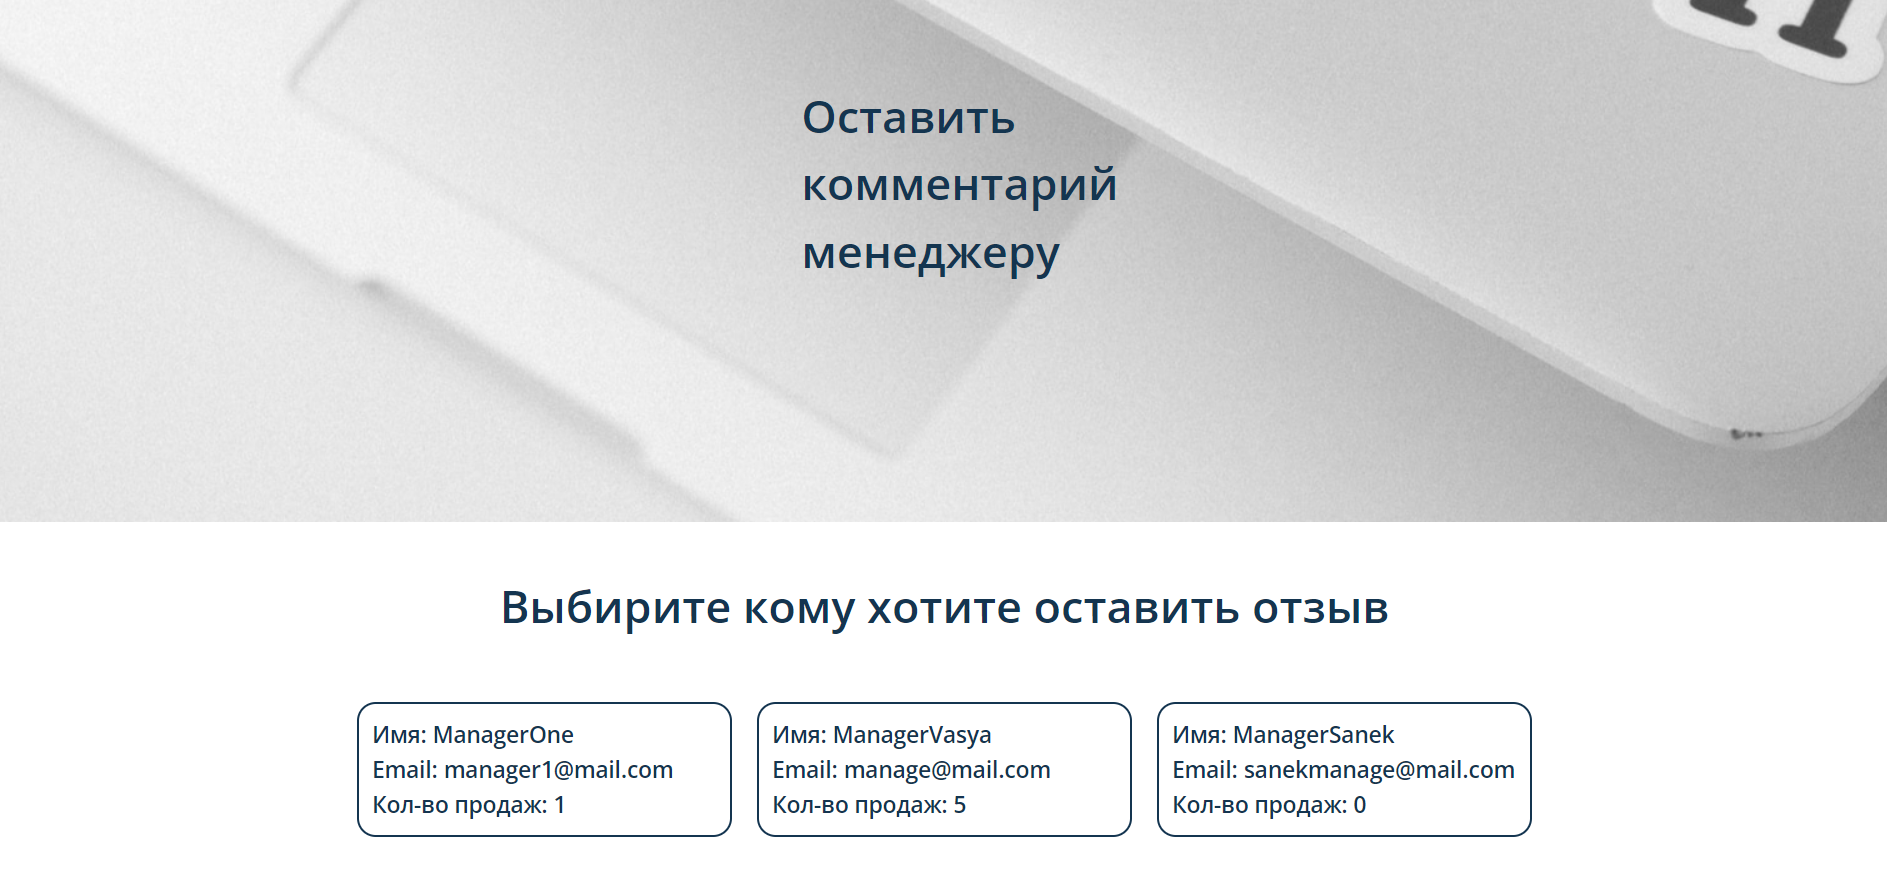 Оставить
комментарий
менеджеру
Выбирите кому хотите оставить отзыв
Имя: ManagerOne
Email: manager1@mail.com
Кол-во продаж: 1
Имя: ManagerVasya
Email: manage@mail.com
Кол-во продаж: 5
Имя: ManagerSanek
Email: sanekmanage@mail.com
Кол-во продаж: 0